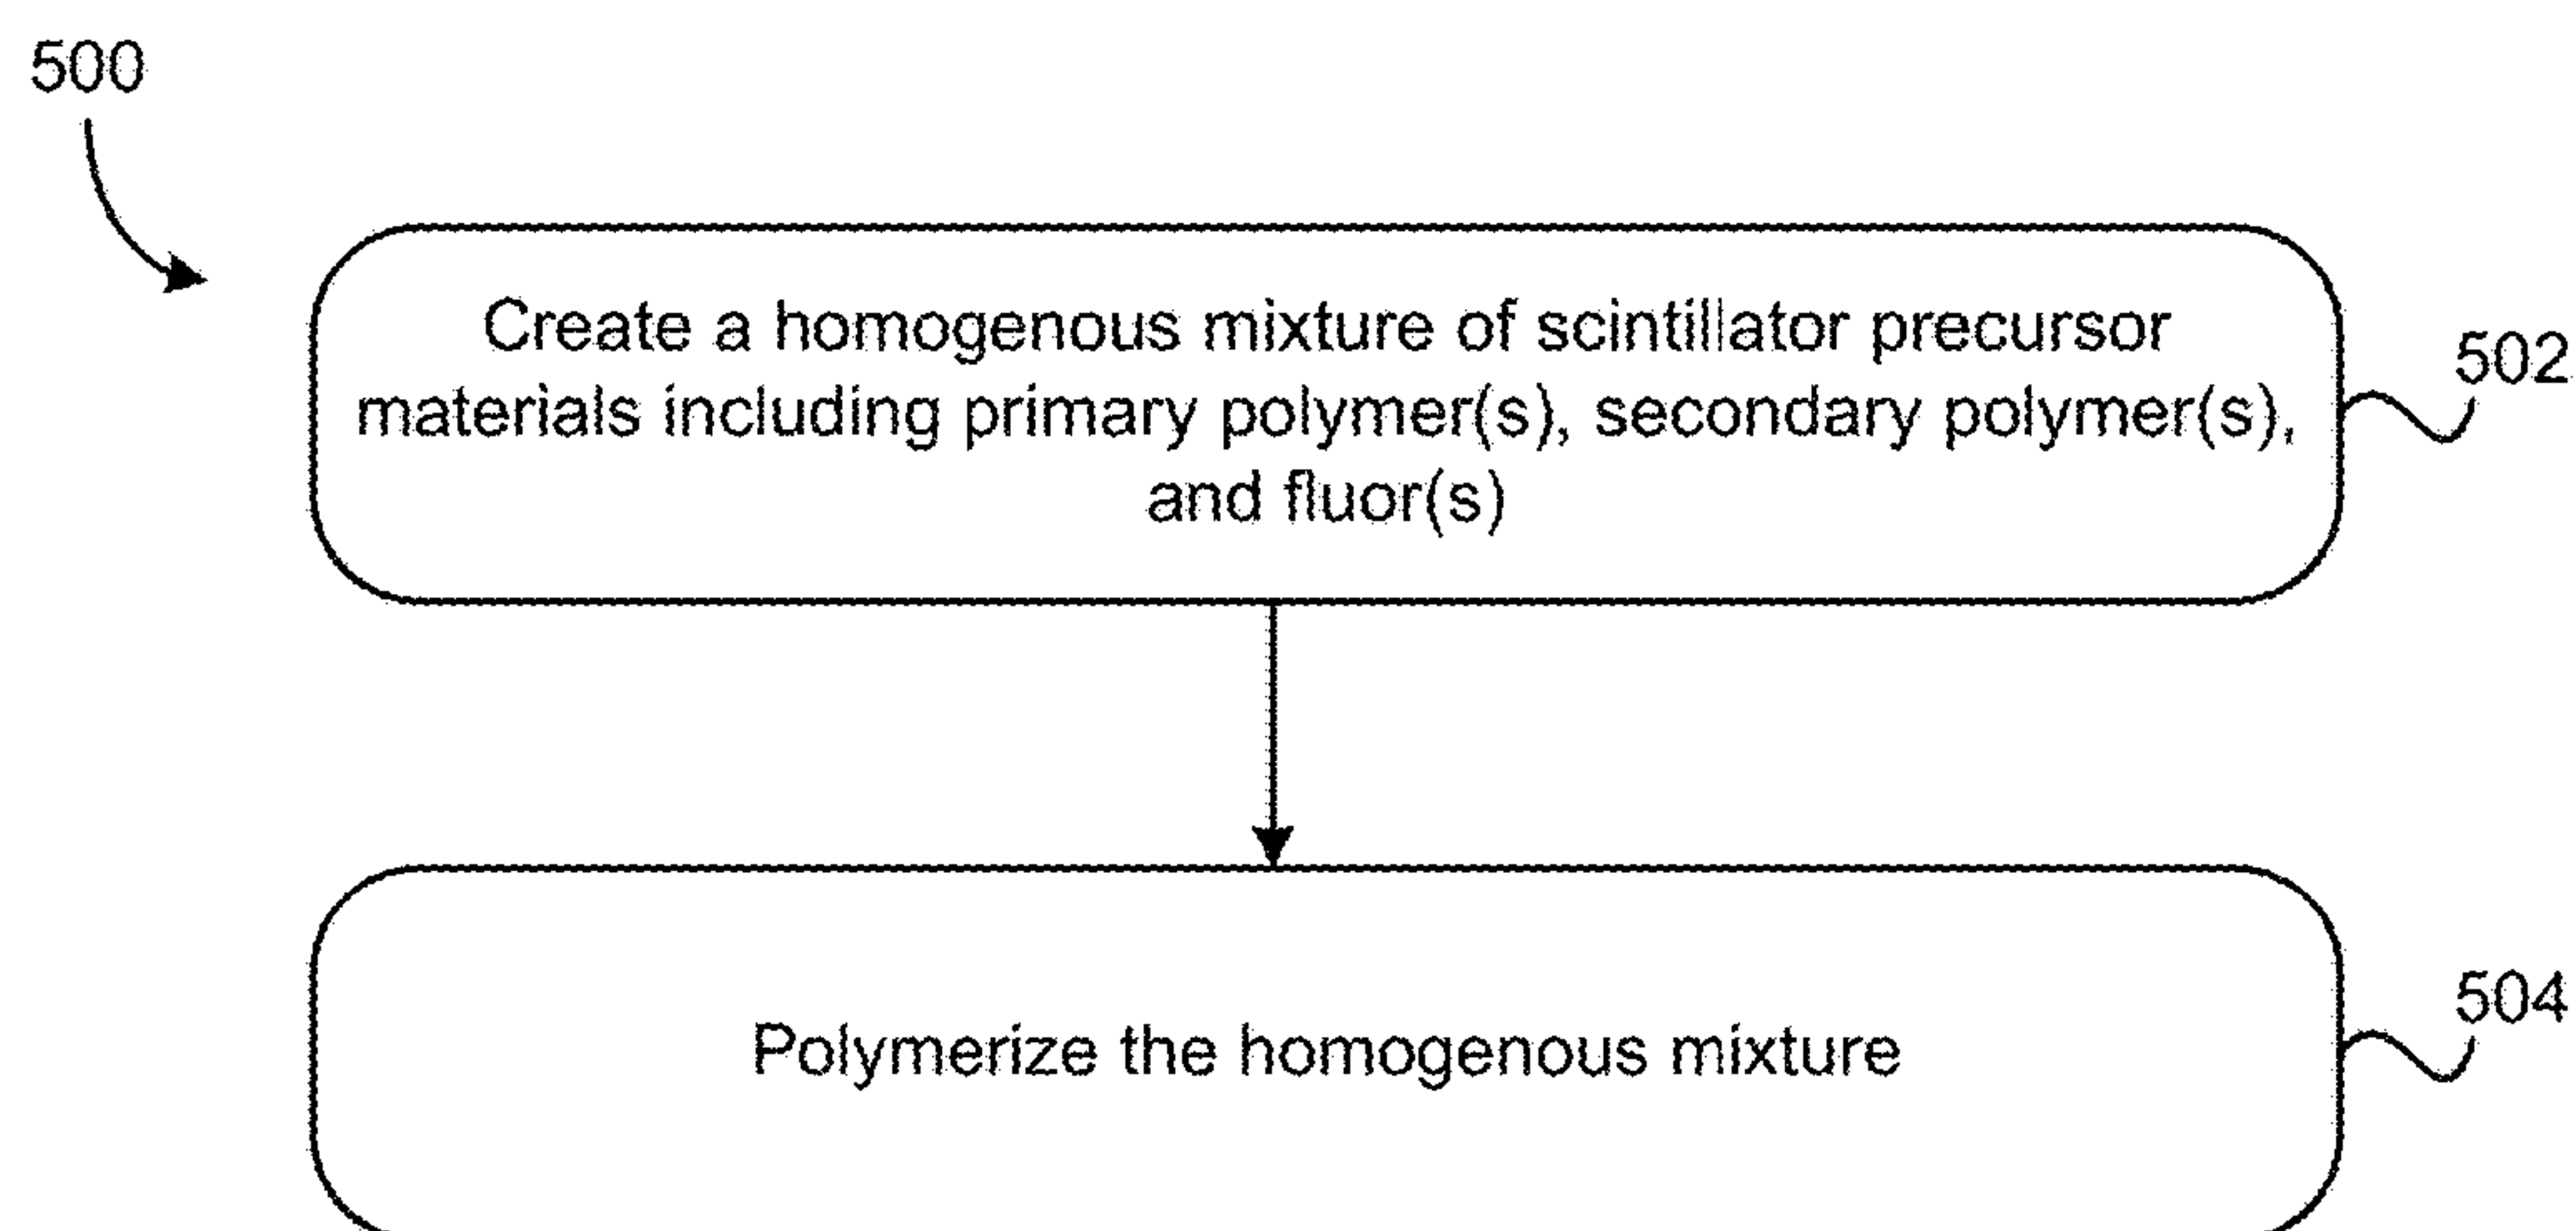 500
Create a homogenous mixture of scintillator precursor
materials including primary polymer(s), secondary polymer(s),
and fluor(s)
502
Polymerize the homogenous mixture
504